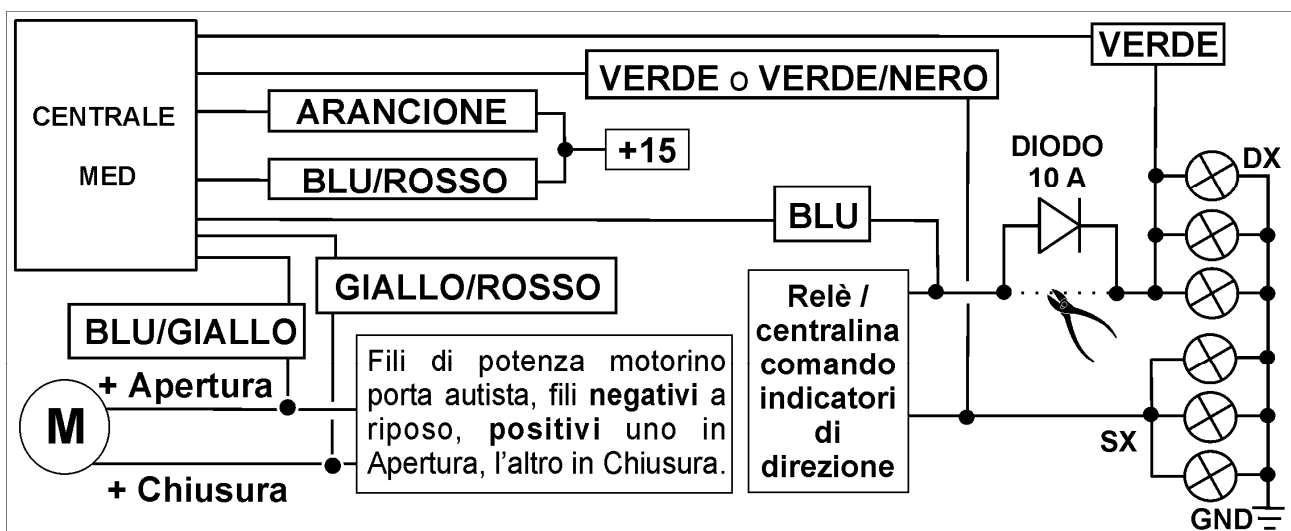 CENTRALE
MED
VERDE
VERDE o VERDE/NERO
ARANCIONE
+15
BLU/ROSSO
BLU
GIALLO/ROSSO
BLU/GIALLO
+ Apertura
M
+ Chiusura
Fili di potenza motorino
porta autista, fili negativi a
riposo, positivi uno in
Apertura, l'altro in Chiusura.
Relè /
centralina
comando
indicatori
di
direzione
DIODO
10 A
DX
SX
GND